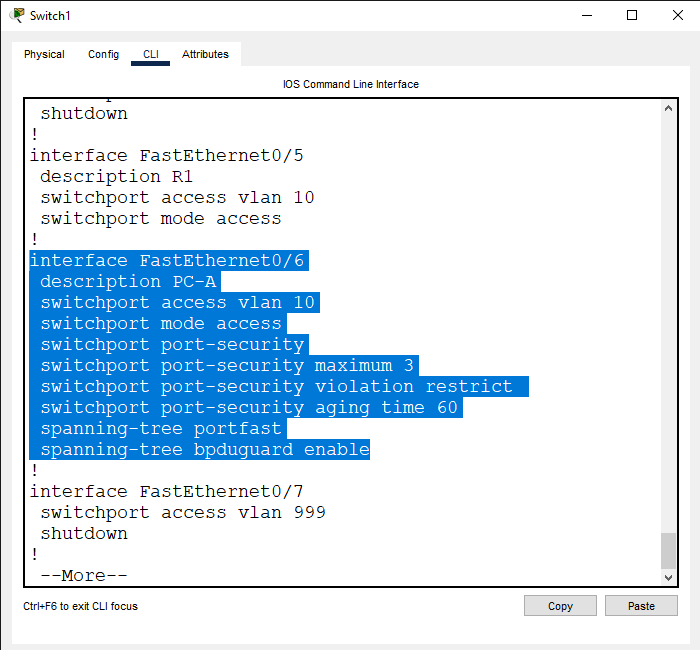 Switch1
Physical Config CLI Attributes
IOS Command Line Interface
shutdown
!
interface FastEthernet0/5
description R1
switchport access vlan 10
switchport mode access
!
interface FastEthernet0/6
description PC-A
switchport access vlan 10
switchport mode access
switchport port-security
switchport port-security maximum 3
switchport port-security violation restrict
switchport port-security aging time 60
spanning-tree portfast
spanning-tree bpduguard enable
!
interface FastEthernet0/7
switchport access vlan 999
shutdown
!
--More--
Ctrl+F6 to exit CLI focus
Copy Paste